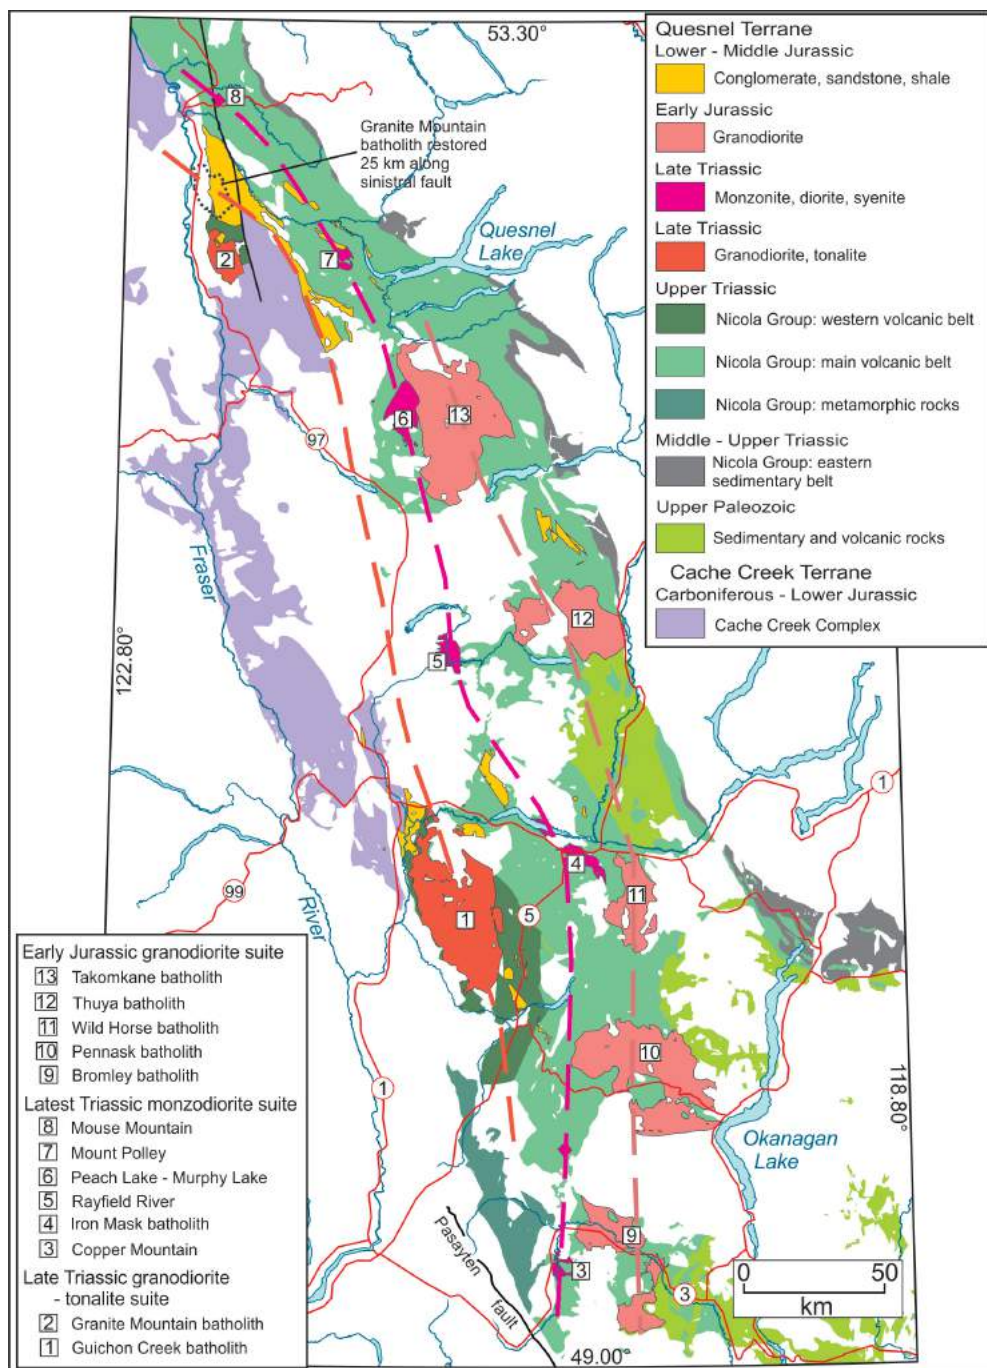 53.30°
8
Granite Mountain
batholith restored
25 km along
sinistral fault
Quesnel
Lake
2
7
6
13
97
Fraser
122.80°
12
5
1
4
11
99
River
1
5
10
1
118.80°
Okanagan
Lake
Pasayten
fault
9
3
3
0 50
km
49.00°
Quesnel Terrane
Lower - Middle Jurassic
Conglomerate, sandstone, shale
Early Jurassic
Granodiorite
Late Triassic
Monzonite, diorite, syenite
Late Triassic
Granodiorite, tonalite
Upper Triassic
Nicola Group: western volcanic belt
Nicola Group: main volcanic belt
Nicola Group: metamorphic rocks
Middle - Upper Triassic
Nicola Group: eastern
sedimentary belt
Upper Paleozoic
Sedimentary and volcanic rocks
Cache Creek Terrane
Carboniferous - Lower Jurassic
Cache Creek Complex
Early Jurassic granodiorite suite
13 Takomkane batholith
12 Thuya batholith
11 Wild Horse batholith
10 Pennask batholith
9 Bromley batholith
Latest Triassic monzodiorite suite
8 Mouse Mountain
7 Mount Polley
6 Peach Lake - Murphy Lake
5 Rayfield River
4 Iron Mask batholith
3 Copper Mountain
Late Triassic granodiorite
- tonalite suite
2 Granite Mountain batholith
1 Guichon Creek batholith